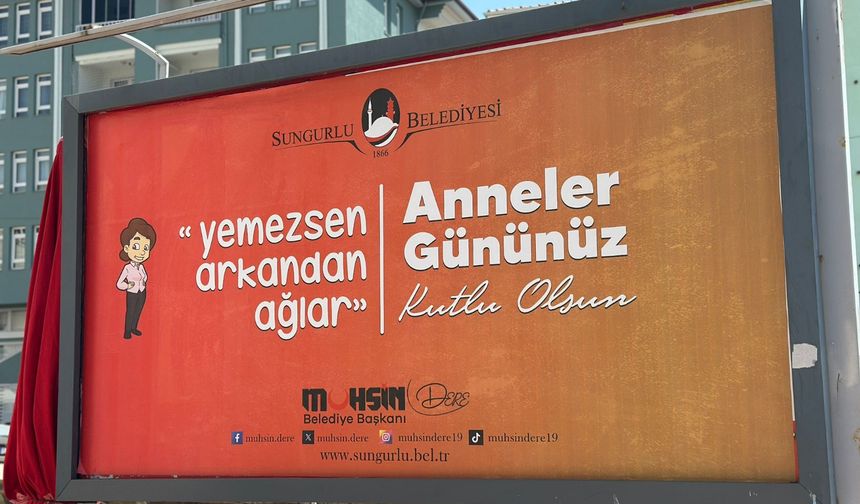 SUNGURLU BELEDİYESİ
1866
“yemezsen
arkandan
ağlar”
Anneler
Gününüz
Kutlu Olsun
MUHSİN DERE
Belediye Başkanı
muhsin.dere muhsin.dere muhsindere19 muhsindere19
www.sungurlu.bel.tr